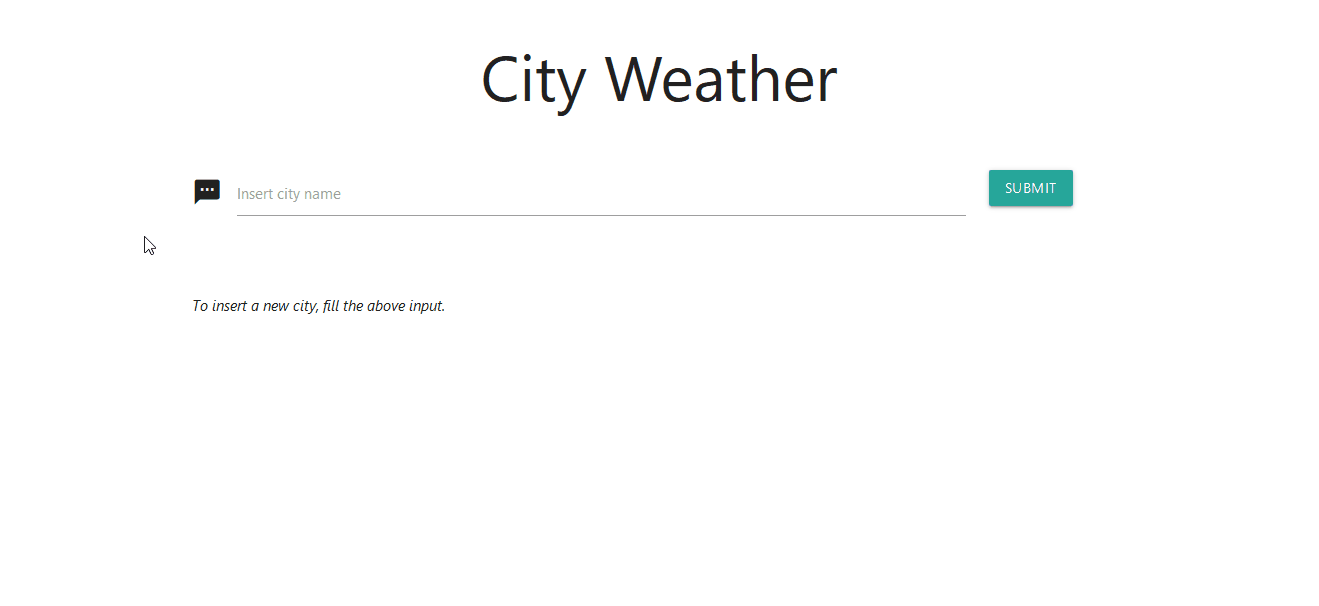 City Weather
Insert city name
SUBMIT
To insert a new city, fill the above input.